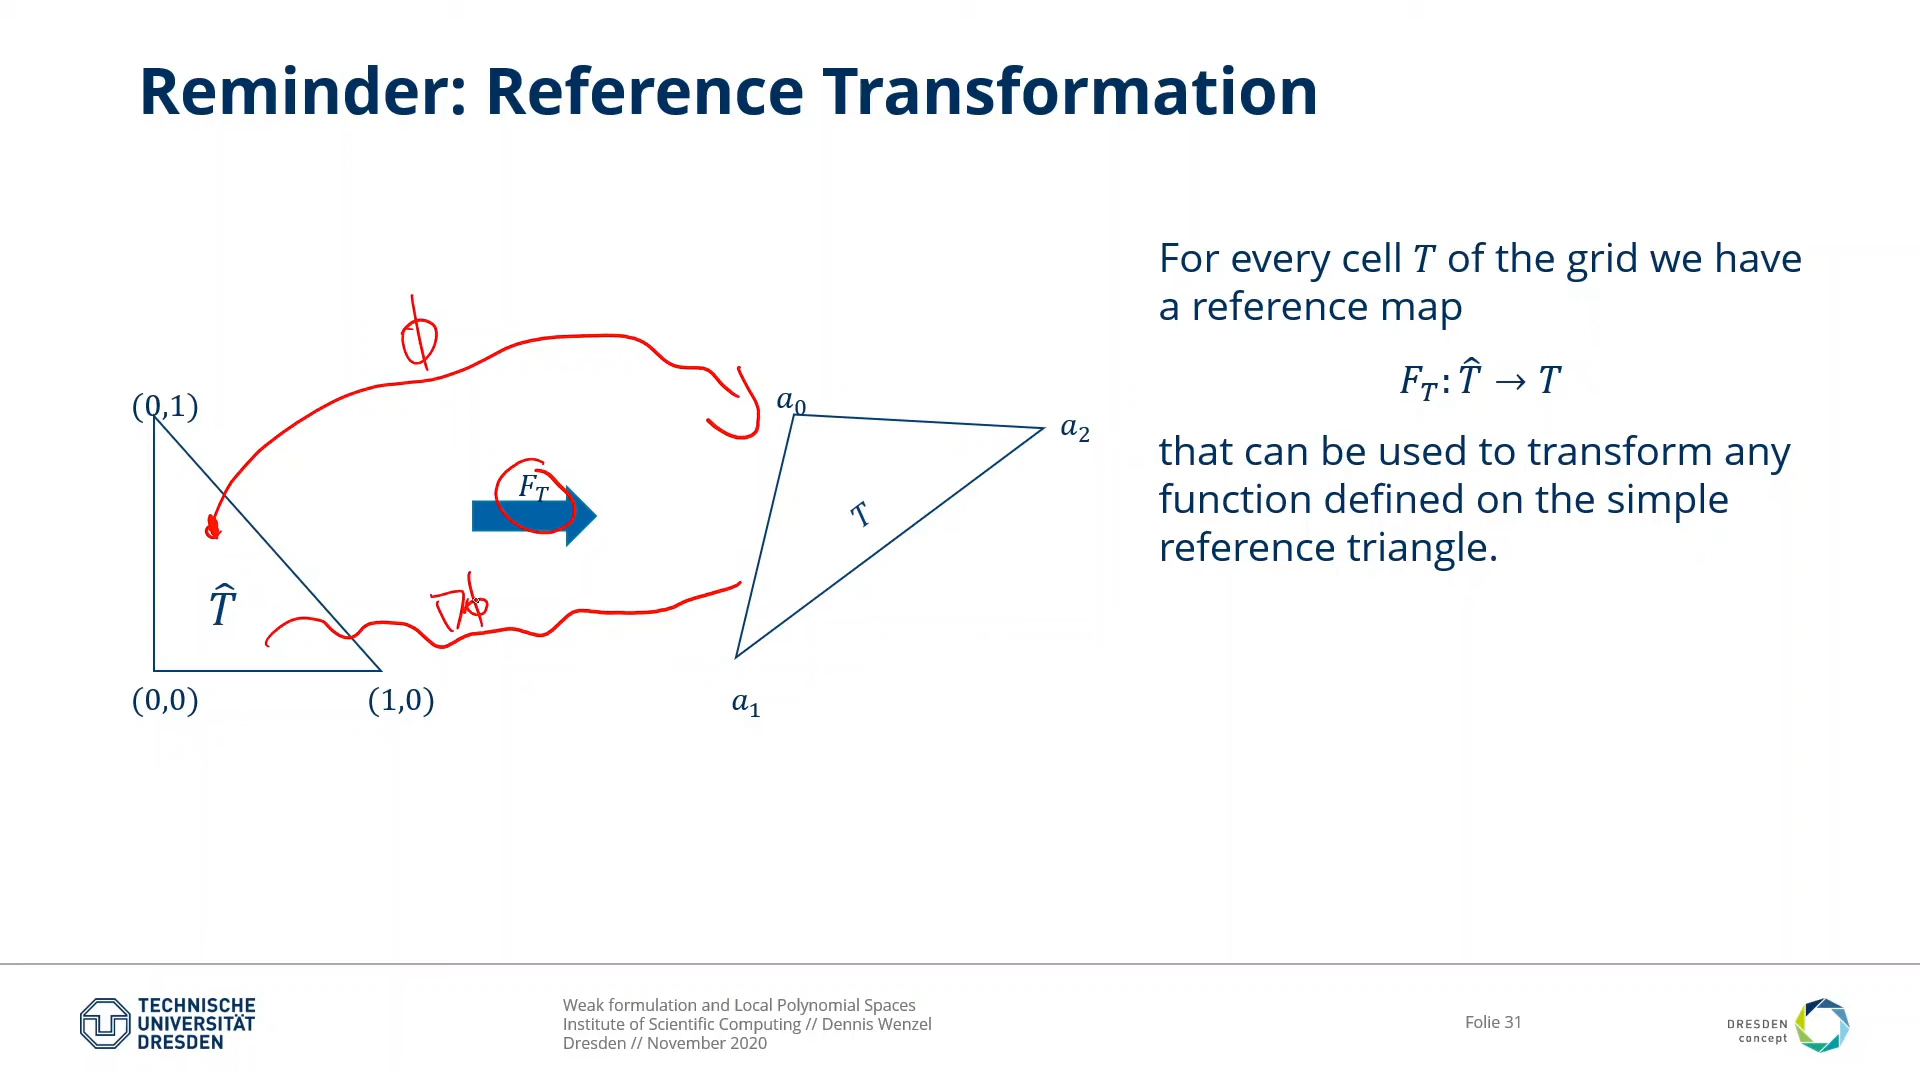 Reminder: Reference Transformation
For every cell T of the grid we have
a reference map
F_T: T̂ → T
that can be used to transform any
function defined on the simple
reference triangle.
ϕ
(0,1)
a₀
a₂
F_T
T
T̂
∇ϕ
(0,0)
(1,0)
a₁
TECHNISCHE
UNIVERSITÄT
DRESDEN
Weak formulation and Local Polynomial Spaces
Institute of Scientific Computing // Dennis Wenzel
Dresden // November 2020
Folie 31
DRESDEN
concept